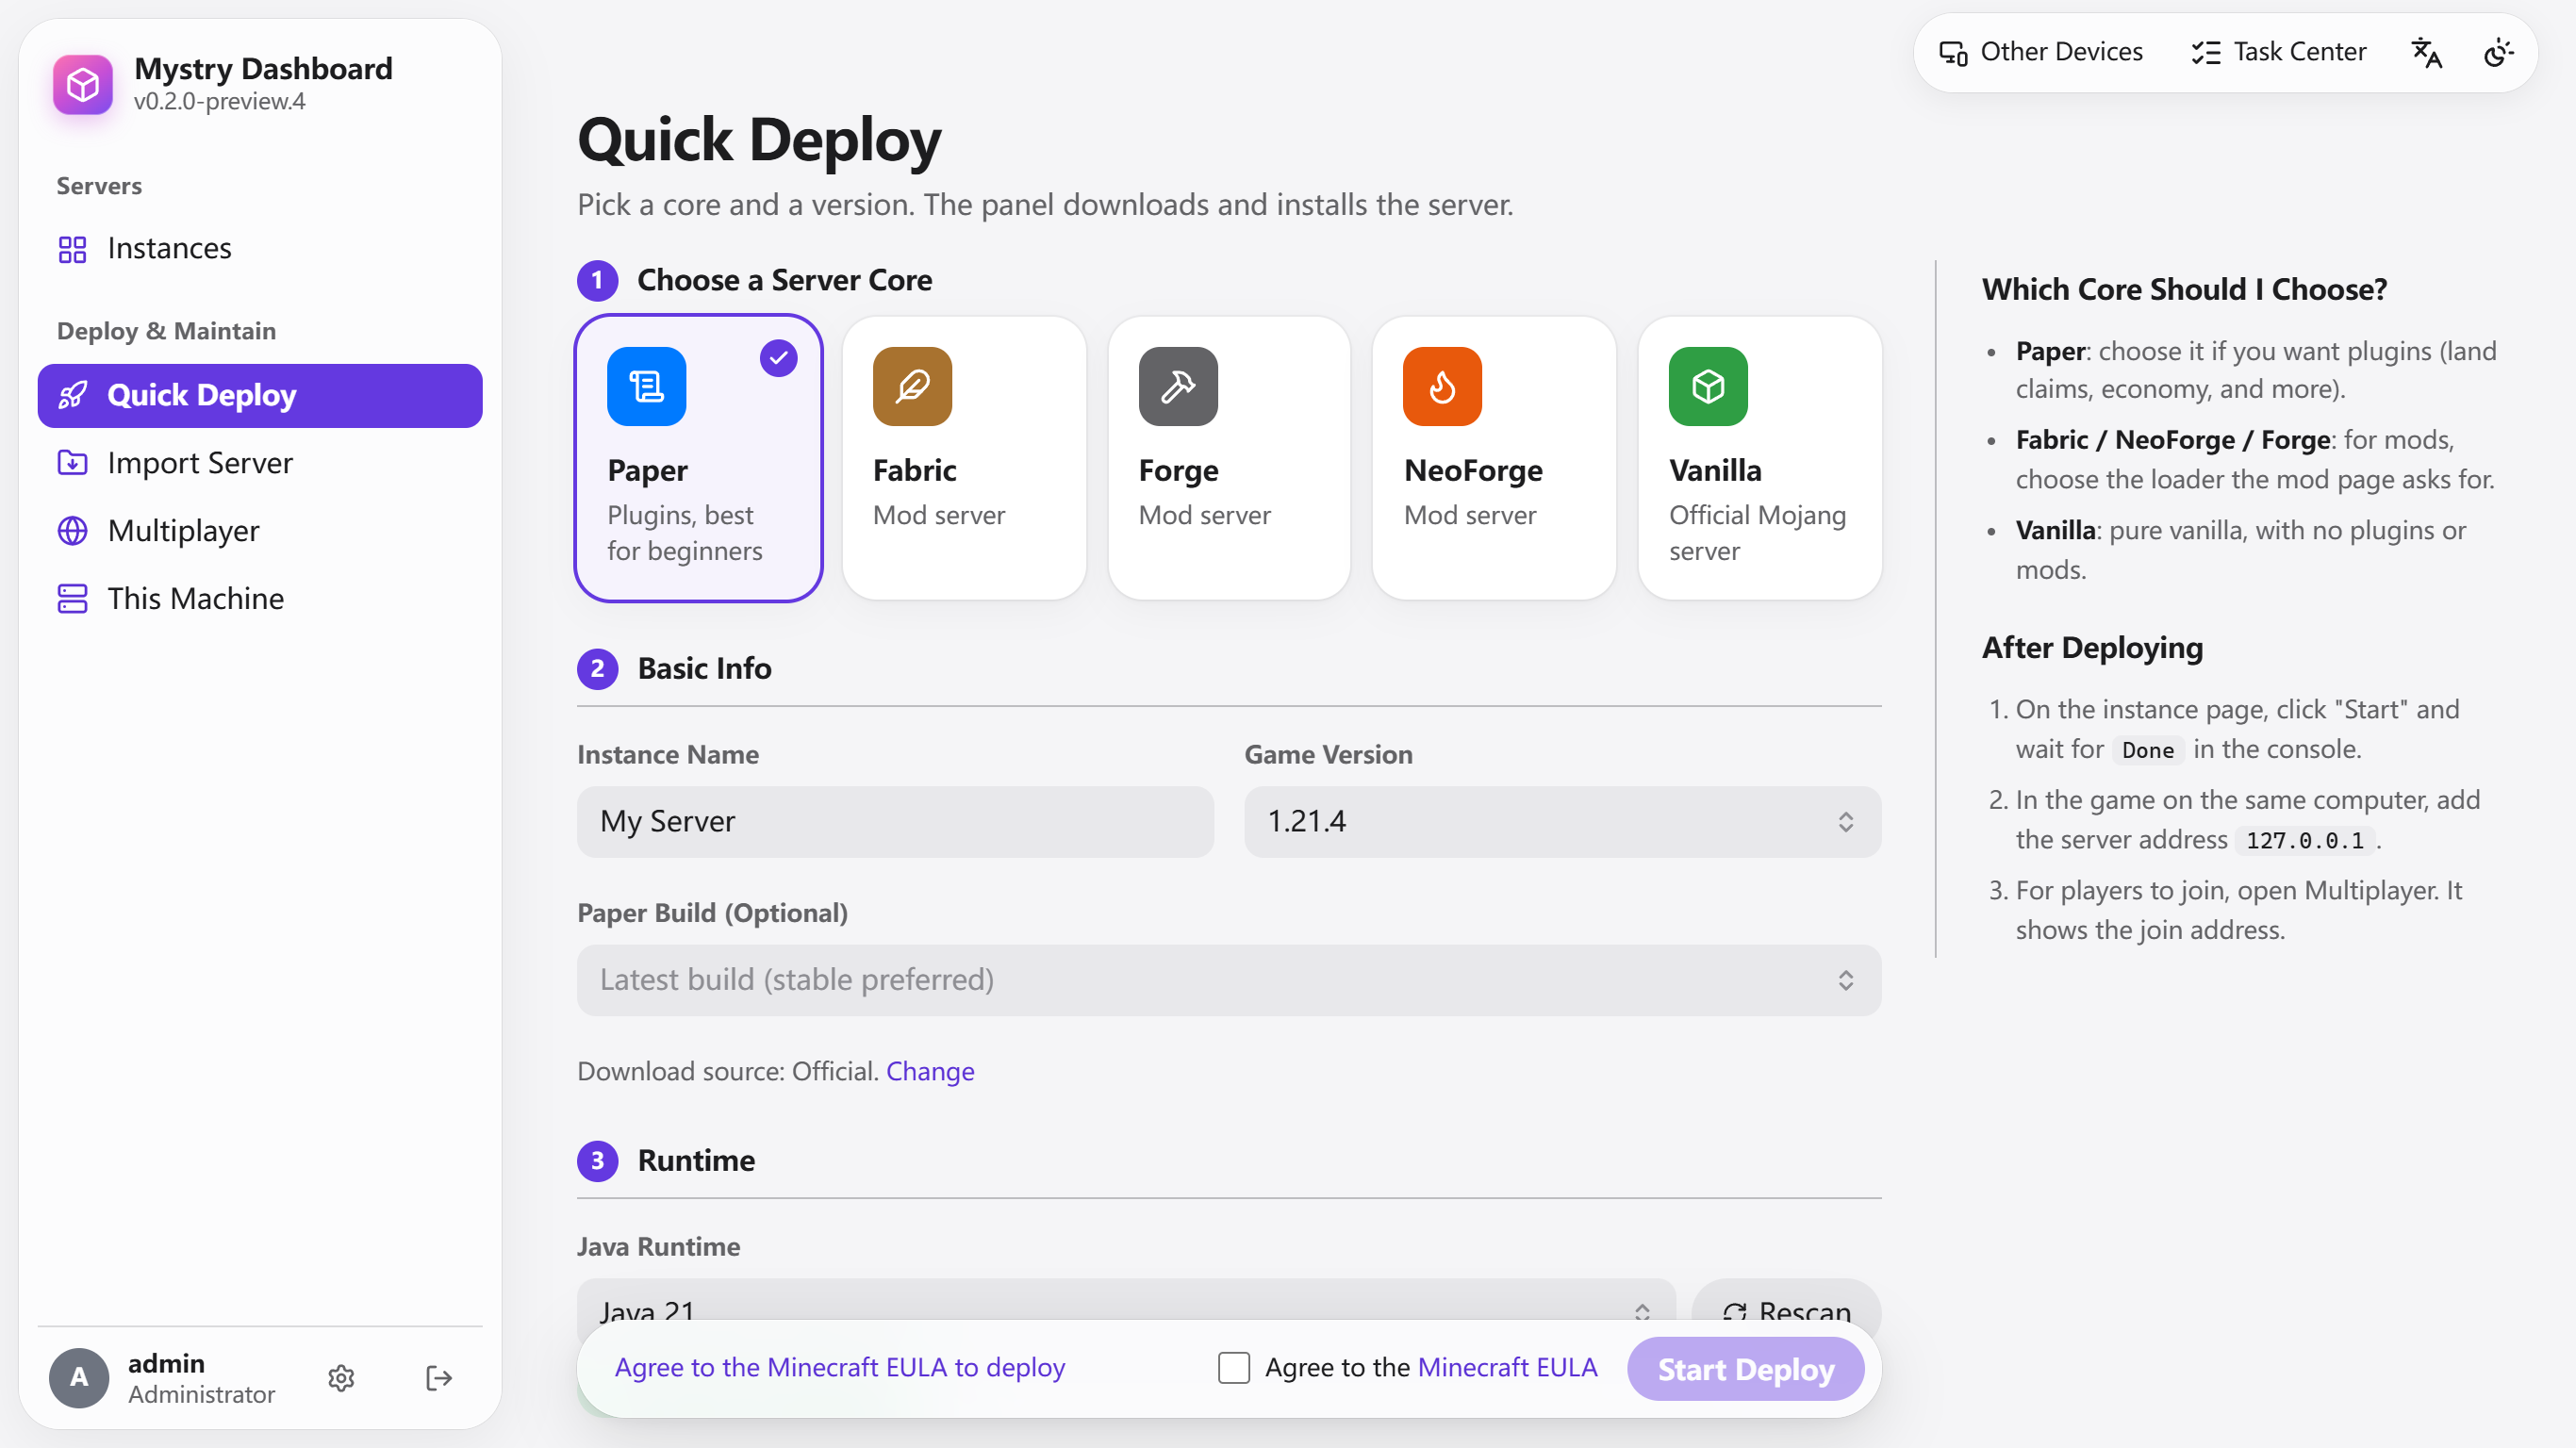 Mystry Dashboard
v0.2.0-preview.4
Servers
Instances
Deploy & Maintain
Quick Deploy
Import Server
Multiplayer
This Machine
A
admin
Administrator
Other Devices
Task Center
Quick Deploy
Pick a core and a version. The panel downloads and installs the server.
1 Choose a Server Core
Paper
Plugins, best
for beginners
Fabric
Mod server
Forge
Mod server
NeoForge
Mod server
Vanilla
Official Mojang
server
2 Basic Info
Instance Name
My Server
Game Version
1.21.4
Paper Build (Optional)
Latest build (stable preferred)
Download source: Official. Change
3 Runtime
Java Runtime
Java 21
Rescan
Agree to the Minecraft EULA to deploy
Agree to the Minecraft EULA
Start Deploy
Which Core Should I Choose?
• Paper: choose it if you want plugins (land
claims, economy, and more).
• Fabric / NeoForge / Forge: for mods,
choose the loader the mod page asks for.
• Vanilla: pure vanilla, with no plugins or
mods.
After Deploying
1. On the instance page, click "Start" and
wait for Done in the console.
2. In the game on the same computer, add
the server address 127.0.0.1.
3. For players to join, open Multiplayer. It
shows the join address.